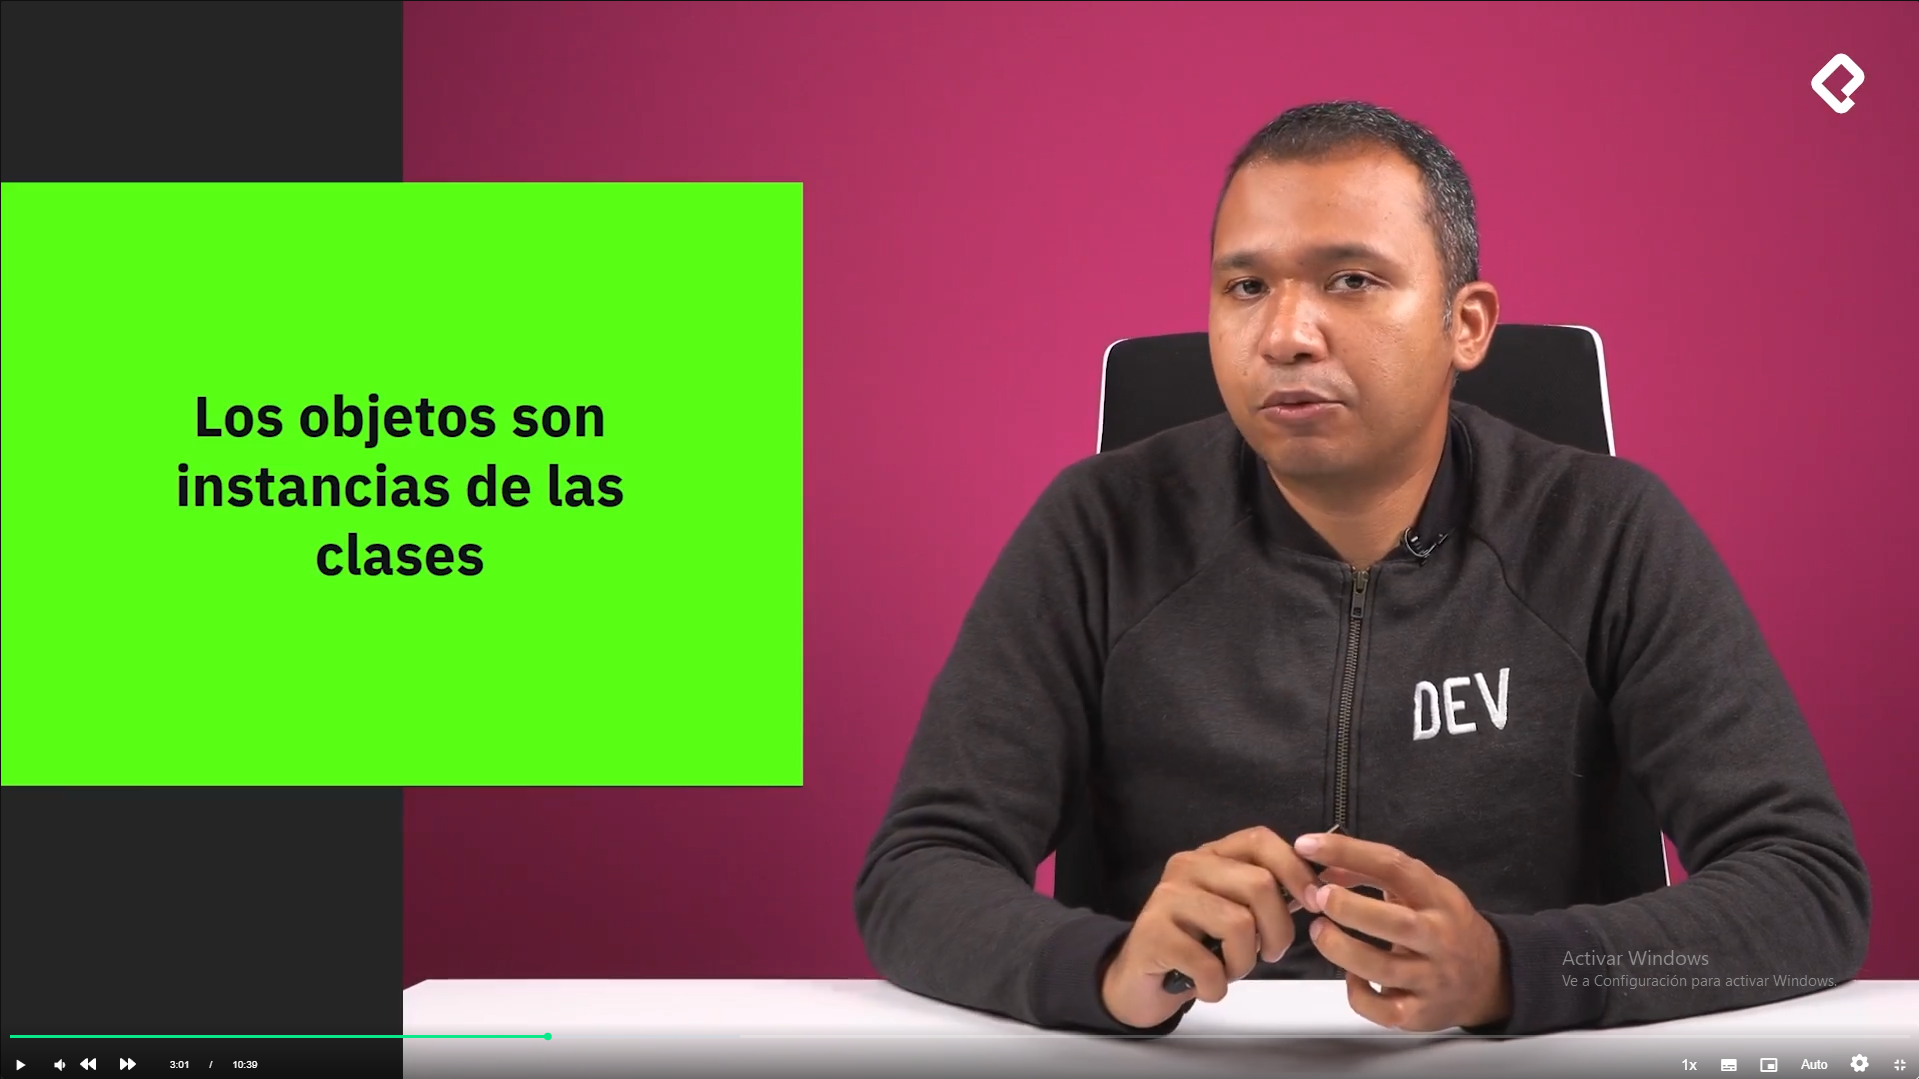 Los objetos son
instancias de las
clases
DEV
Activar Windows
Ve a Configuración para activar Windows.
3:01 / 10:39
1x
Auto